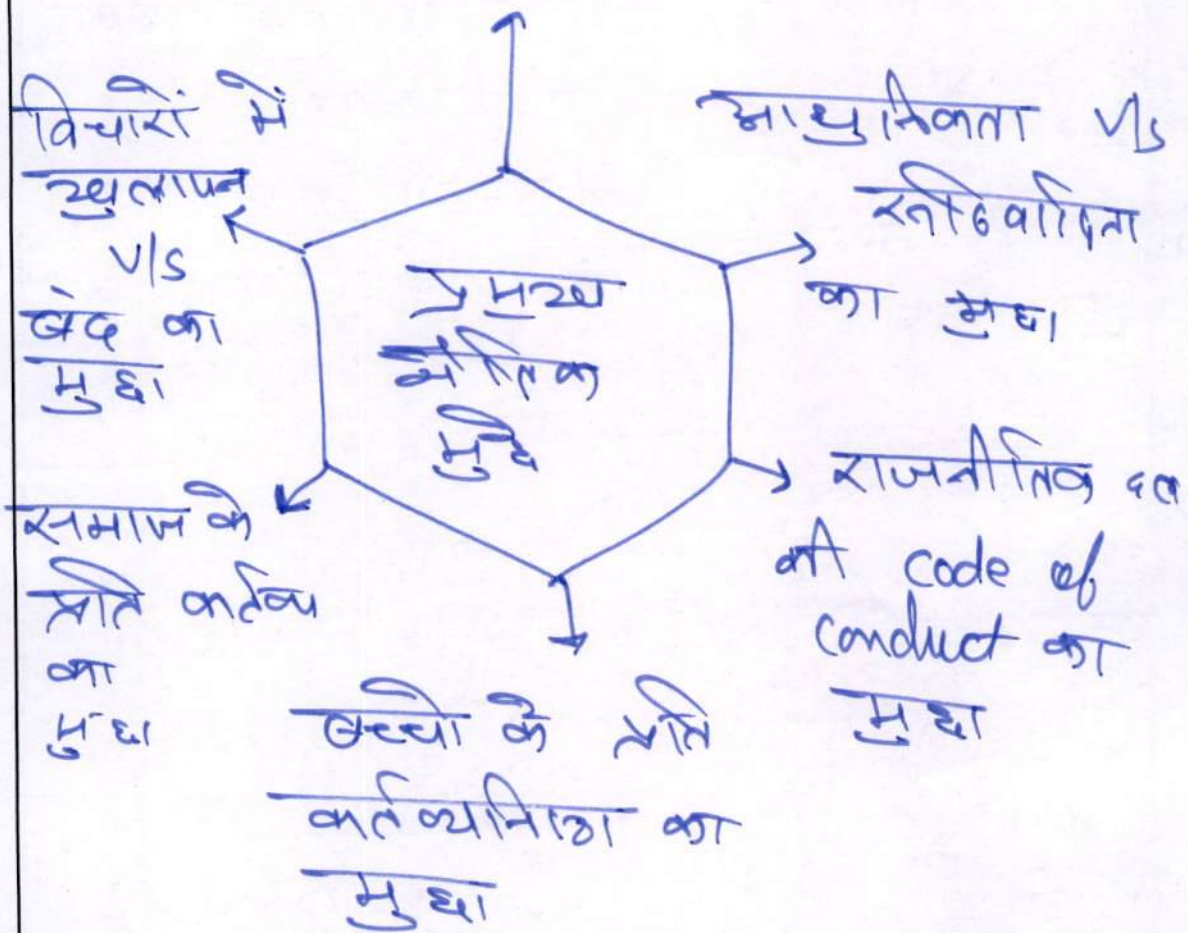 विचारों में
खुलापन
V/S
बंद का
मुद्दा
आधुनिकता V/S
रूढिवादिता
का मुद्दा
प्रमुख
नैतिक
मुद्दे
समाज के
प्रति कर्तव्य
का
मुद्दा
राजनीतिक दल
की code of
conduct का
मुद्दा
बच्चो के प्रति
कर्तव्यनिष्ठा का
मुद्दा